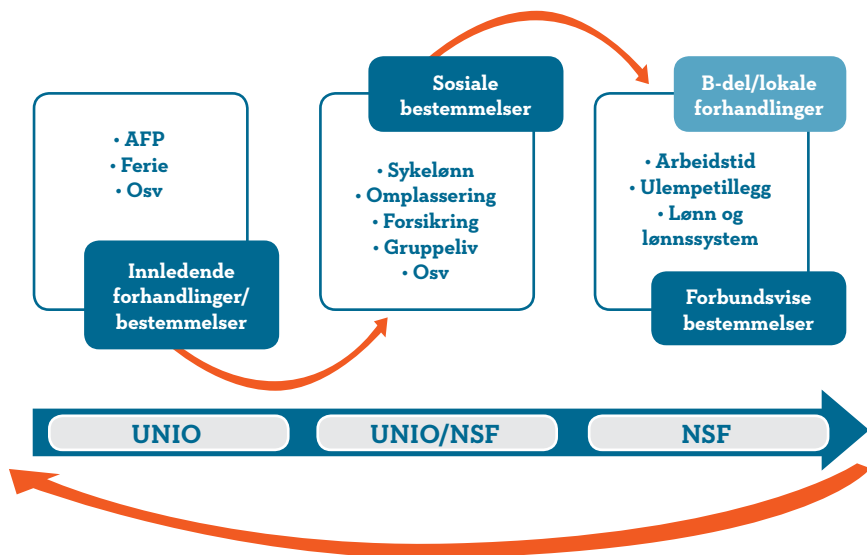 • AFP
• Ferie
• Osv
Innledende
forhandlinger/
bestemmelser
Sosiale
bestemmelser
• Sykelønn
• Omplassering
• Forsikring
• Gruppeliv
• Osv
B-del/lokale
forhandlinger
• Arbeidstid
• Ulempetillegg
• Lønn og
lønnssystem
Forbundsvise
bestemmelser
UNIO
UNIO/NSF
NSF